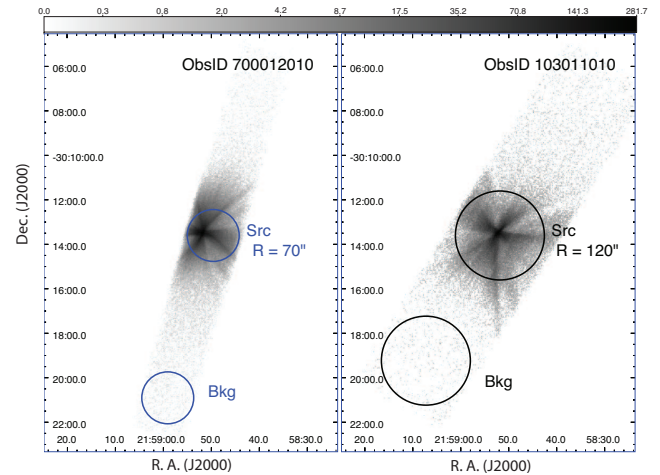 0.0 0.3 0.8 2.0 4.2 8.7 17.5 35.2 70.8 141.3 281.7
ObsID 700012010
ObsID 103011010
06:00.0
08:00.0
-30:10:00.0
12:00.0
14:00.0
16:00.0
18:00.0
20:00.0
22:00.0
Dec. (J2000)
Src
R = 70"
Bkg
20.0 10.0 21:59:00.0 50.0 40.0 58:30.0
R. A. (J2000)
06:00.0
08:00.0
-30:10:00.0
12:00.0
14:00.0
16:00.0
18:00.0
20:00.0
22:00.0
Src
R = 120"
Bkg
20.0 10.0 21:59:00.0 50.0 40.0 58:30.0
R. A. (J2000)